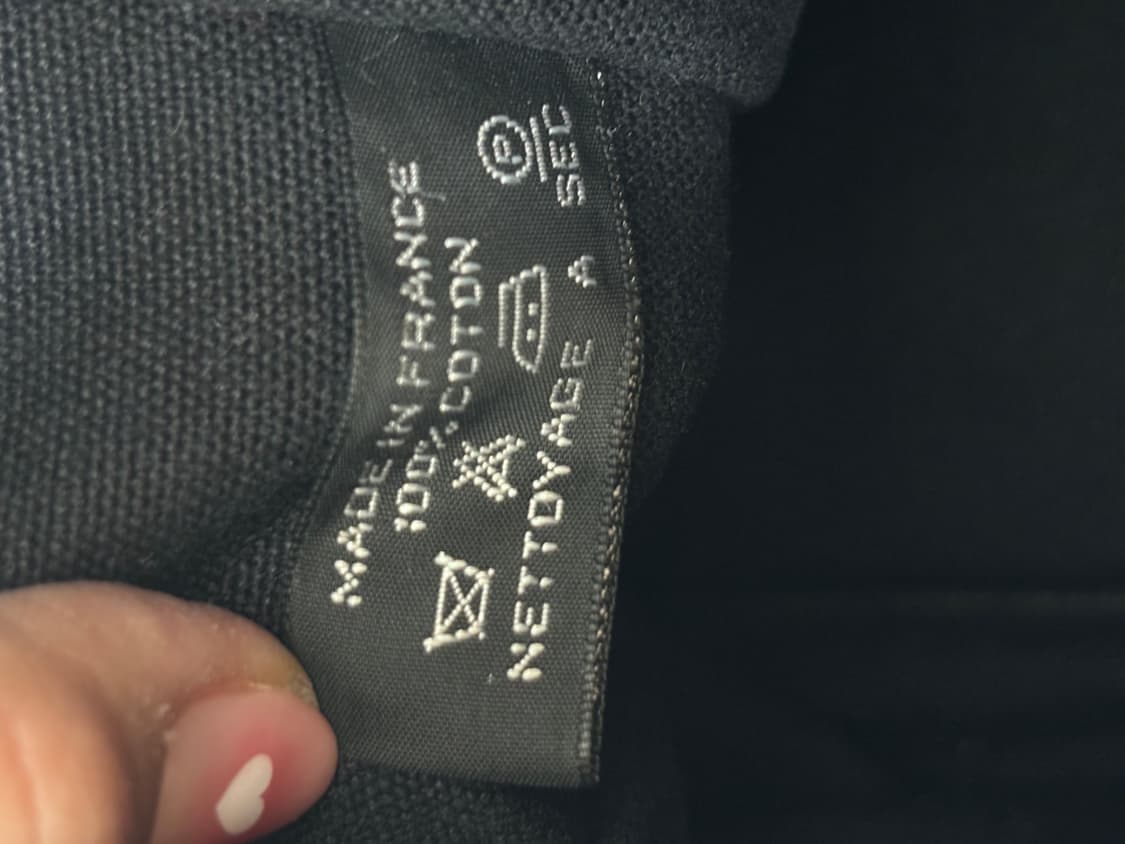 MADE IN FRANCE
100% COTON
P
NETTOYAGE A SEC